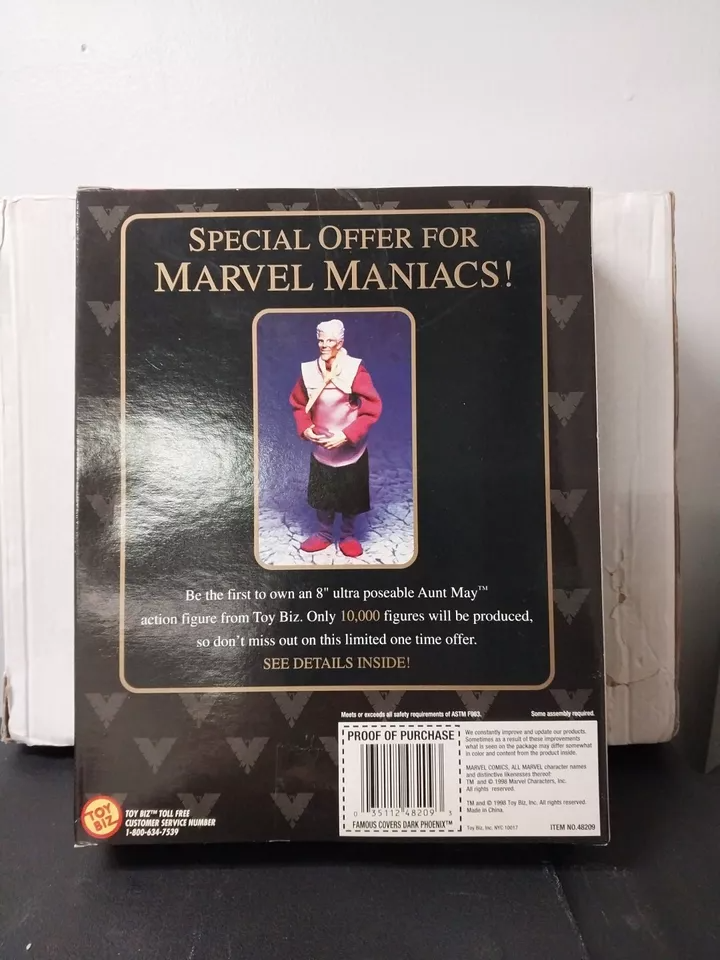 SPECIAL OFFER FOR
MARVEL MANIACS!
Be the first to own an 8" ultra poseable Aunt May™
action figure from Toy Biz. Only 10,000 figures will be produced,
so don't miss out on this limited one time offer.
SEE DETAILS INSIDE!
Meets or exceeds all safety requirements of ASTM F963.
Some assembly required.
PROOF OF PURCHASE
0 35112 48209 3
FAMOUS COVERS DARK PHOENIX™
We constantly improve and update our products.
Sometimes as a result of these improvements
what is seen on the package may differ somewhat
in color and content from the product inside.
MARVEL COMICS, ALL MARVEL character names
and distinctive likenesses thereof:
TM and © 1998 Marvel Characters, Inc.
All rights reserved.
TM and © 1998 Toy Biz, Inc. All rights reserved.
Made in China.
Toy Biz, Inc. NYC 10017
ITEM NO.48209
TOY
BIZ
TOY BIZ™ TOLL FREE
CUSTOMER SERVICE NUMBER
1-800-634-7539